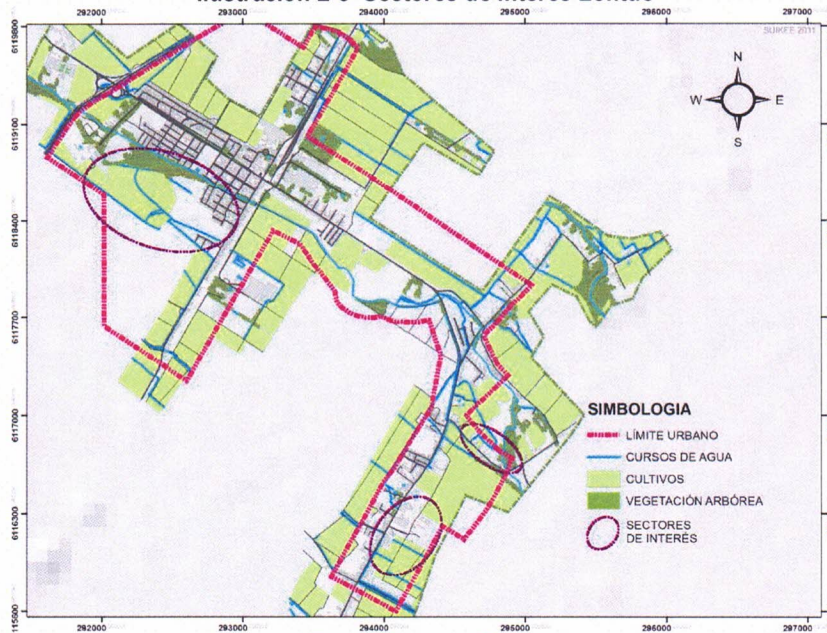 292000 293000 294000 295000 296000 297000
SUIKEE 2011
6119800
6119100
6118400
6117700
6117000
6116300
N
W E
S
SIMBOLOGIA
LÍMITE URBANO
CURSOS DE AGUA
CULTIVOS
VEGETACIÓN ARBÓREA
SECTORES
DE INTERÉS
292000 293000 294000 295000 296000 297000